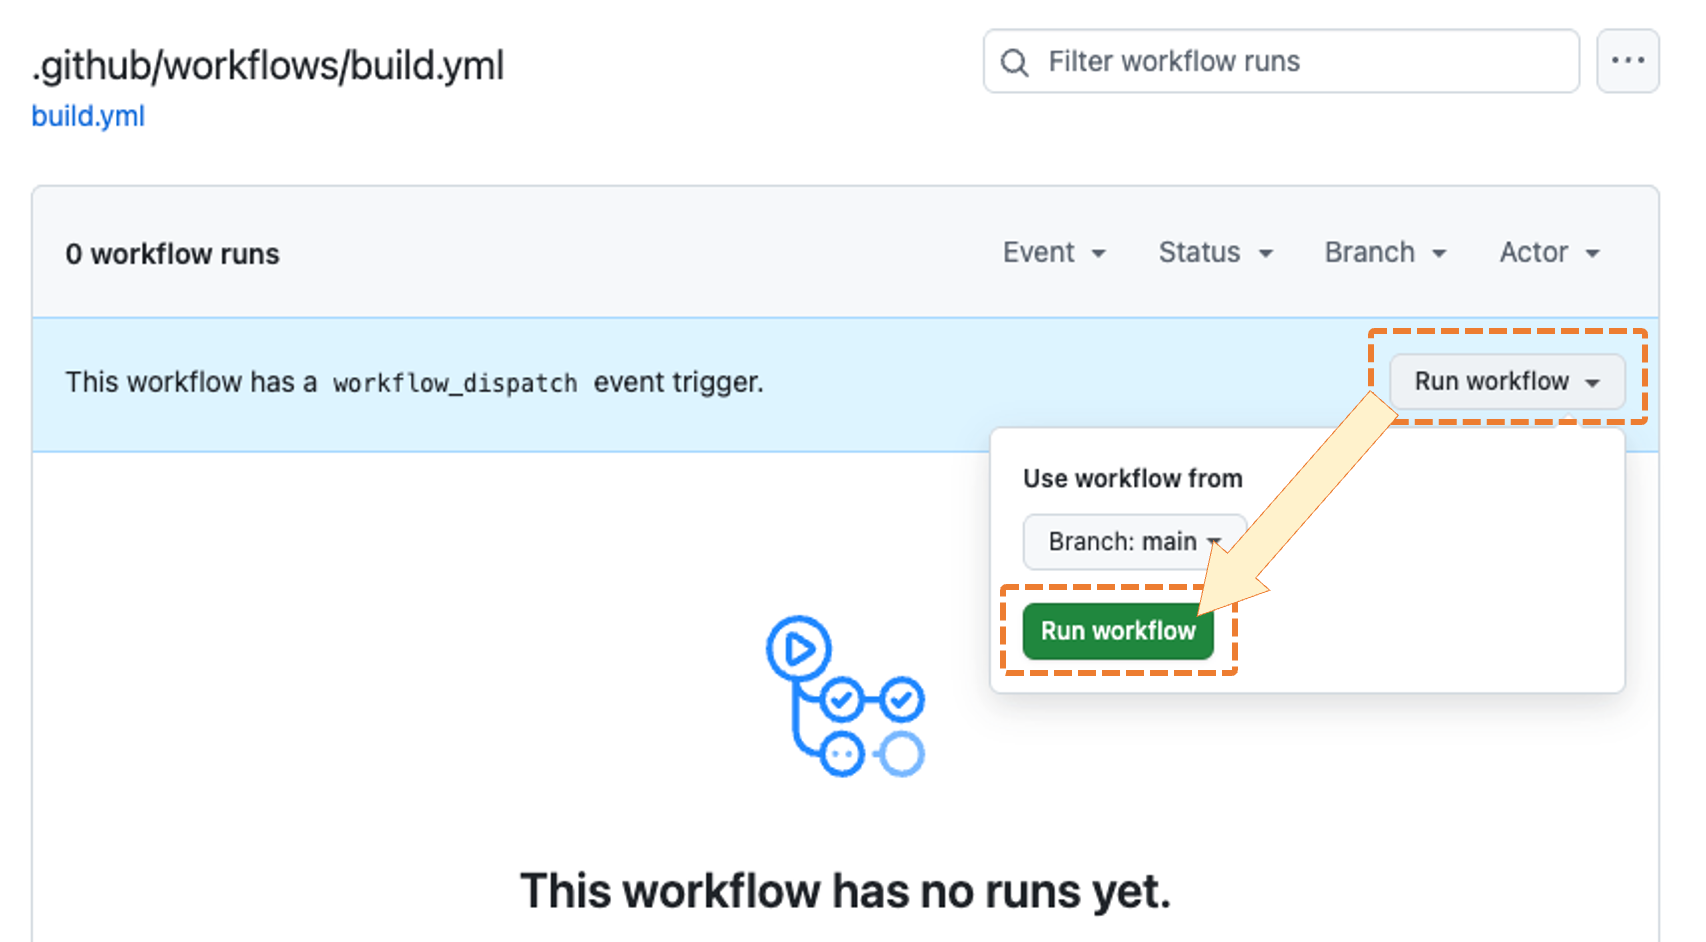 .github/workflows/build.yml
Filter workflow runs
build.yml
0 workflow runs
Event
Status
Branch
Actor
This workflow has a workflow_dispatch event trigger.
Run workflow
Use workflow from
Branch: main
Run workflow
This workflow has no runs yet.